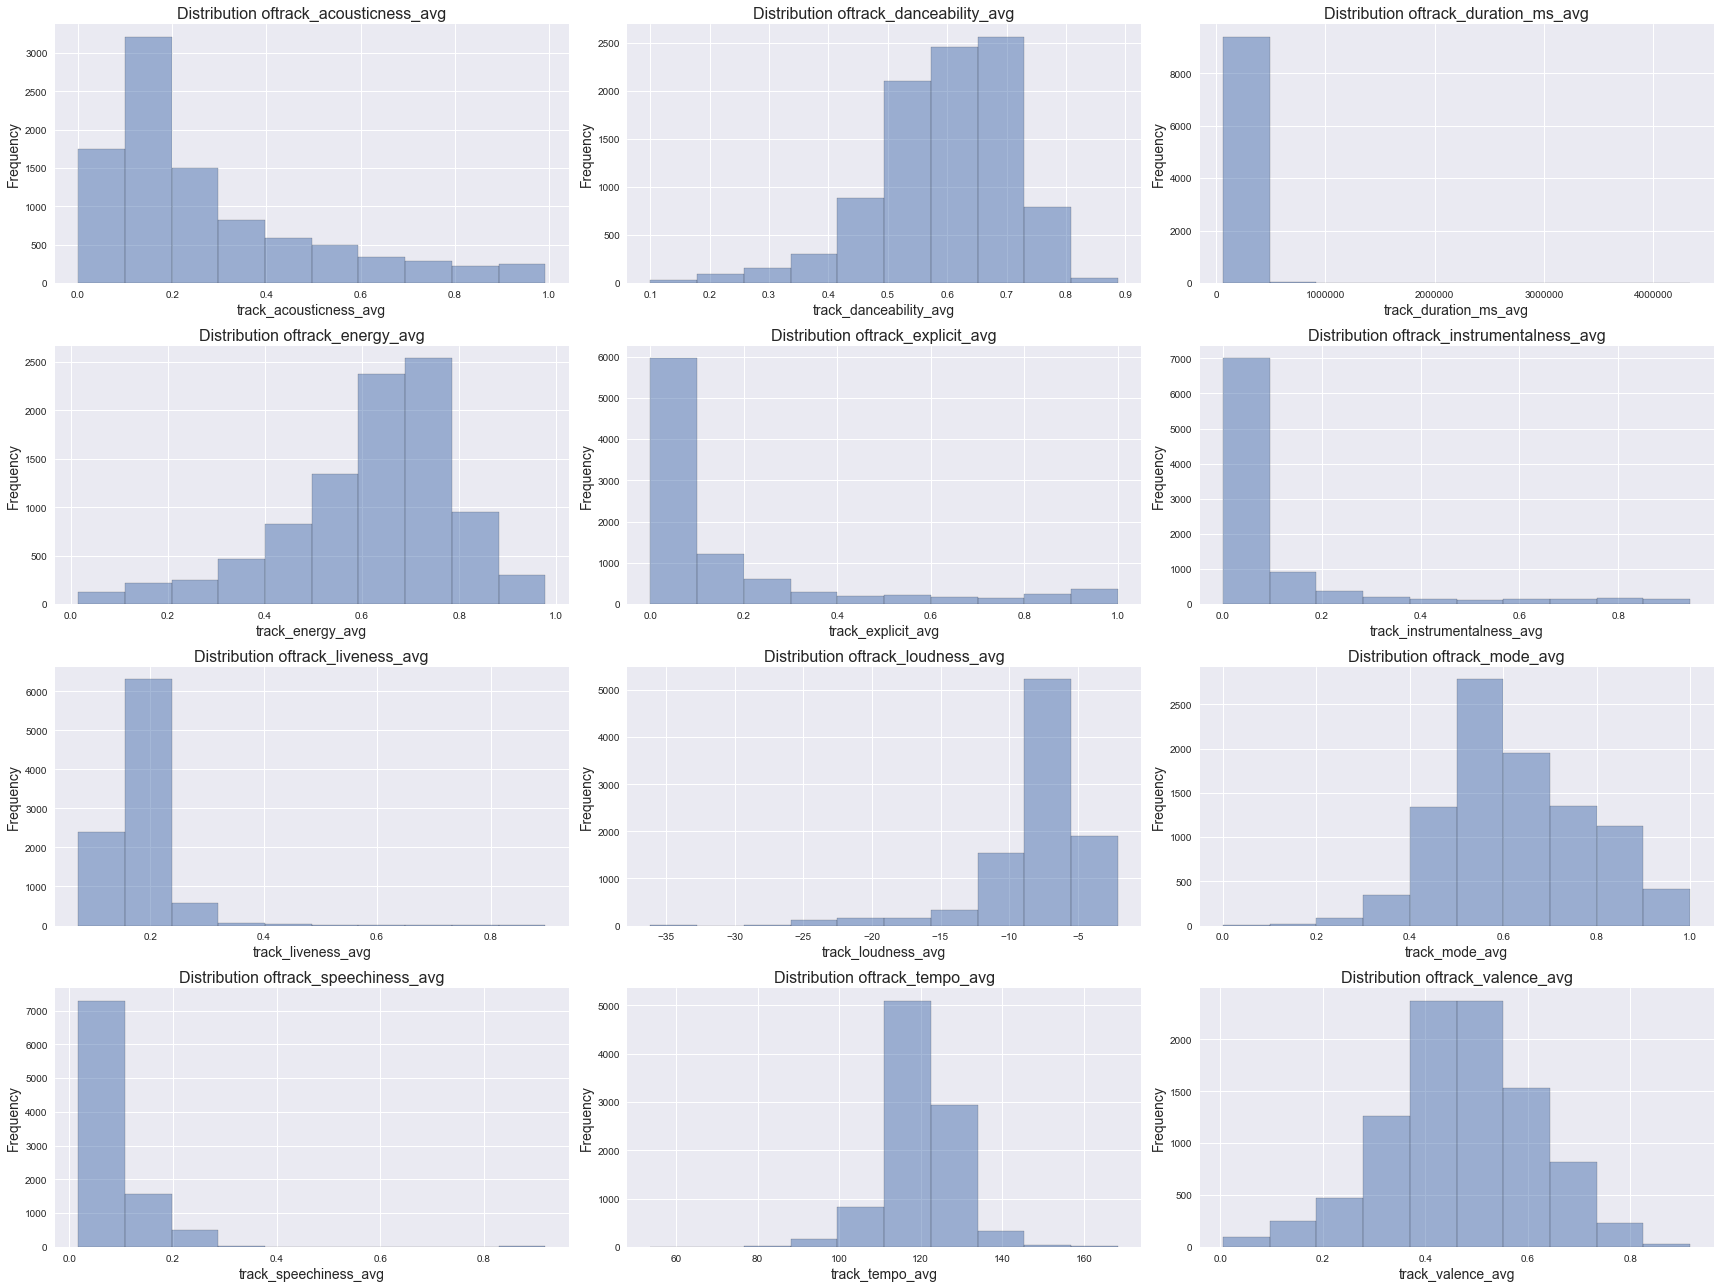 Distribution oftrack_acousticness_avg
Frequency
3000
2500
2000
1500
1000
500
0
0.0 0.2 0.4 0.6 0.8 1.0
track_acousticness_avg
Distribution oftrack_danceability_avg
Frequency
2500
2000
1500
1000
500
0
0.1 0.2 0.3 0.4 0.5 0.6 0.7 0.8 0.9
track_danceability_avg
Distribution oftrack_duration_ms_avg
Frequency
8000
6000
4000
2000
0
0 1000000 2000000 3000000 4000000
track_duration_ms_avg
Distribution oftrack_energy_avg
Frequency
2500
2000
1500
1000
500
0
0.0 0.2 0.4 0.6 0.8 1.0
track_energy_avg
Distribution oftrack_explicit_avg
Frequency
6000
5000
4000
3000
2000
1000
0
0.0 0.2 0.4 0.6 0.8 1.0
track_explicit_avg
Distribution oftrack_instrumentalness_avg
Frequency
7000
6000
5000
4000
3000
2000
1000
0
0.0 0.2 0.4 0.6 0.8
track_instrumentalness_avg
Distribution oftrack_liveness_avg
Frequency
6000
5000
4000
3000
2000
1000
0
0.2 0.4 0.6 0.8
track_liveness_avg
Distribution oftrack_loudness_avg
Frequency
5000
4000
3000
2000
1000
0
−35 −30 −25 −20 −15 −10 −5
track_loudness_avg
Distribution oftrack_mode_avg
Frequency
2500
2000
1500
1000
500
0
0.0 0.2 0.4 0.6 0.8 1.0
track_mode_avg
Distribution oftrack_speechiness_avg
Frequency
7000
6000
5000
4000
3000
2000
1000
0
0.0 0.2 0.4 0.6 0.8
track_speechiness_avg
Distribution oftrack_tempo_avg
Frequency
5000
4000
3000
2000
1000
0
60 80 100 120 140 160
track_tempo_avg
Distribution oftrack_valence_avg
Frequency
2000
1500
1000
500
0
0.0 0.2 0.4 0.6 0.8
track_valence_avg